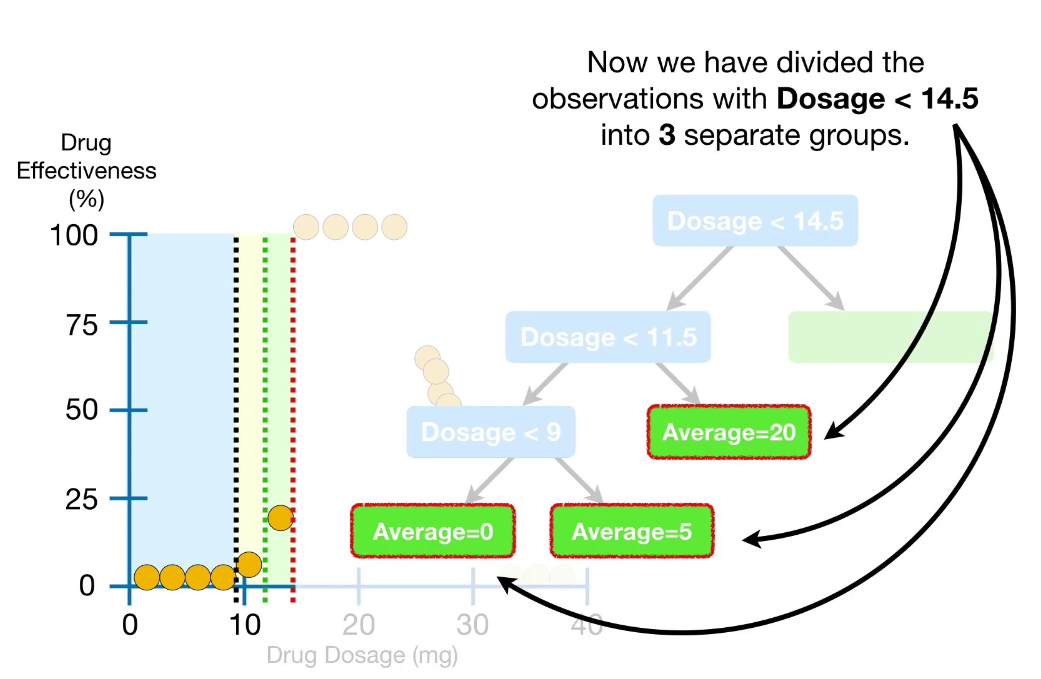 Now we have divided the
observations with Dosage < 14.5
into 3 separate groups.
Drug
Effectiveness
(%)
100
75
50
25
0
Dosage < 14.5
Dosage < 11.5
Dosage < 9
Average=20
Average=0
Average=5
0
10
20
30
40
Drug Dosage (mg)